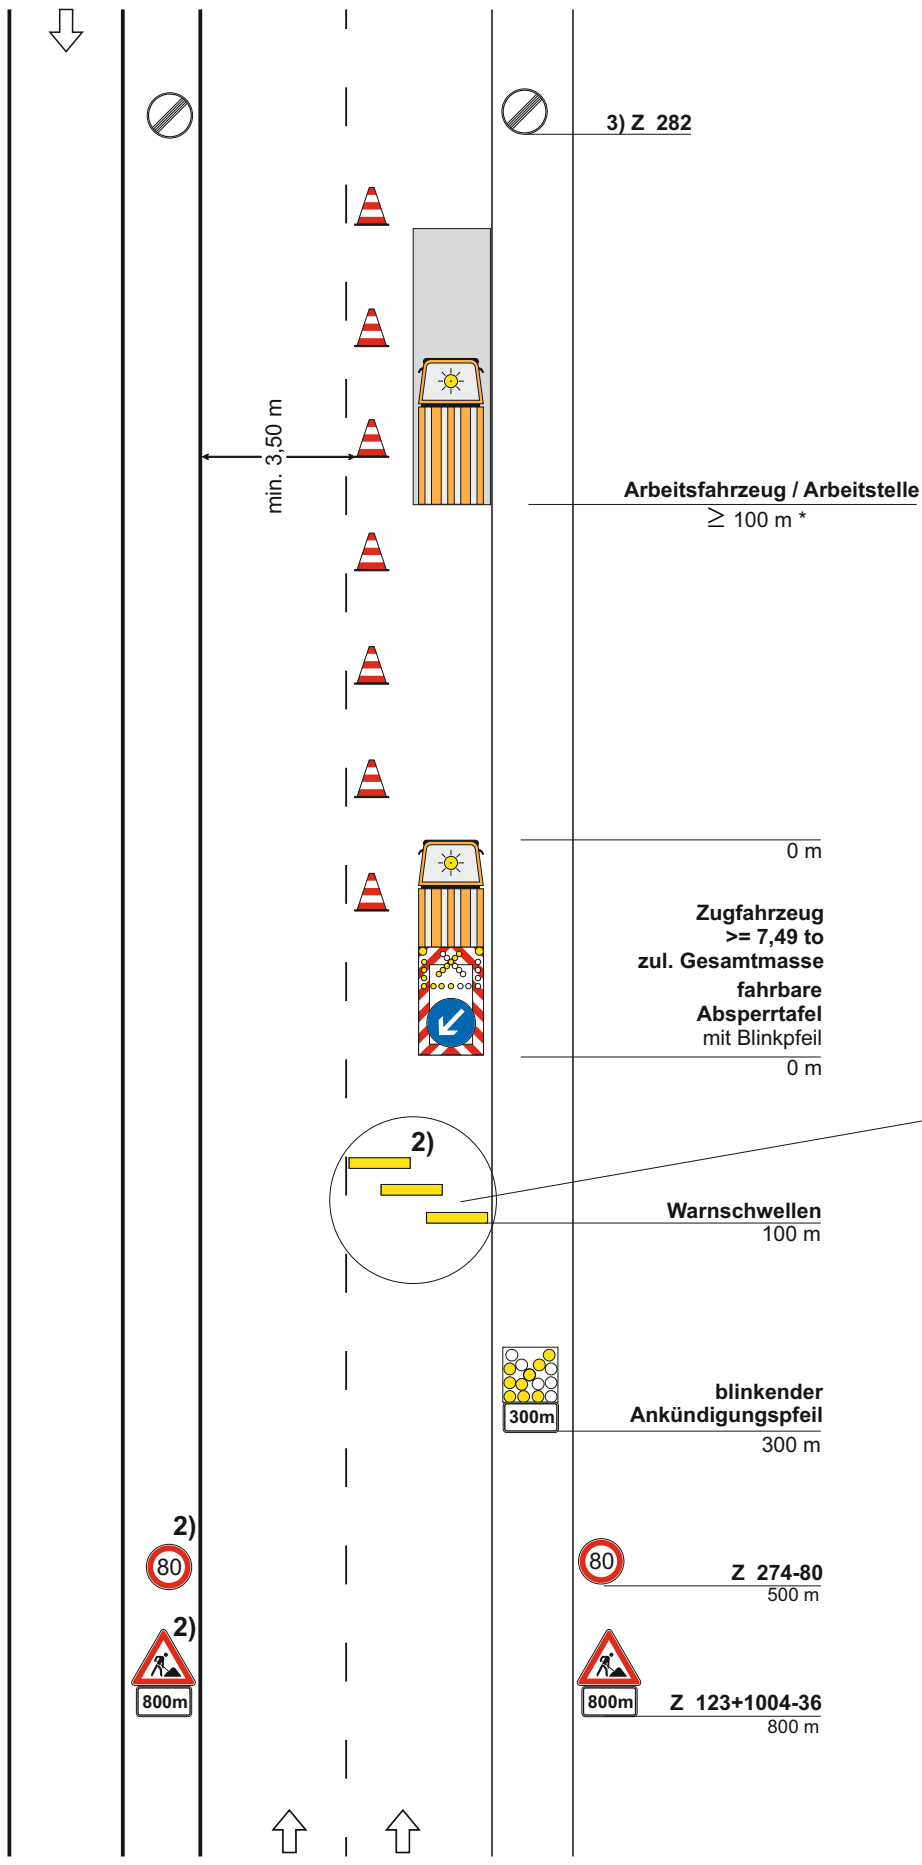 3) Z 282
min. 3,50 m
Arbeitsfahrzeug / Arbeitstelle
≥ 100 m *
0 m
Zugfahrzeug
>= 7,49 to
zul. Gesamtmasse
fahrbare
Absperrtafel
mit Blinkpfeil
0 m
2)
Warnschwellen
100 m
300m
blinkender
Ankündigungspfeil
300 m
2)
80
80
Z 274-80
500 m
2)
800m
800m
Z 123+1004-36
800 m